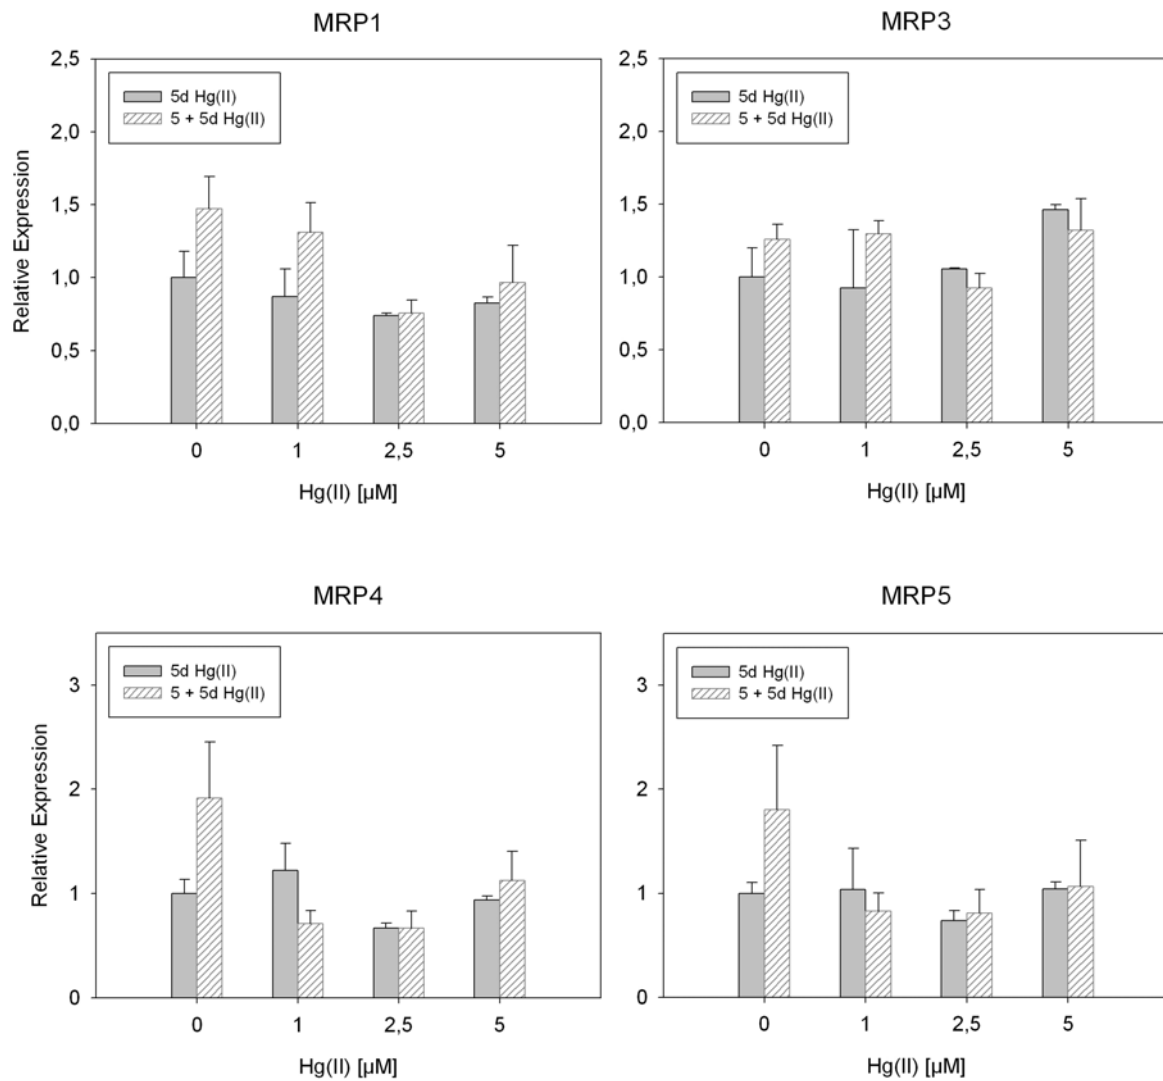 MRP1
2,5
2,0
1,5
1,0
0,5
0,0
Relative Expression
5d Hg(II)
5 + 5d Hg(II)
0
1
2,5
5
Hg(II) [µM]
MRP3
2,5
2,0
1,5
1,0
0,5
0,0
5d Hg(II)
5 + 5d Hg(II)
0
1
2,5
5
Hg(II) [µM]
MRP4
3
2
1
0
Relative Expression
5d Hg(II)
5 + 5d Hg(II)
0
1
2,5
5
Hg(II) [µM]
MRP5
3
2
1
0
5d Hg(II)
5 + 5d Hg(II)
0
1
2,5
5
Hg(II) [µM]